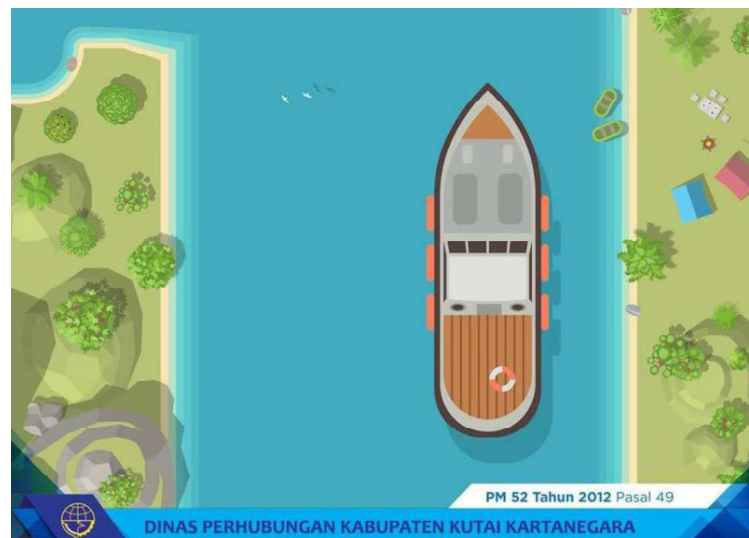 PM 52 Tahun 2012 Pasal 49
DINAS PERHUBUNGAN KABUPATEN KUTAI KARTANEGARA